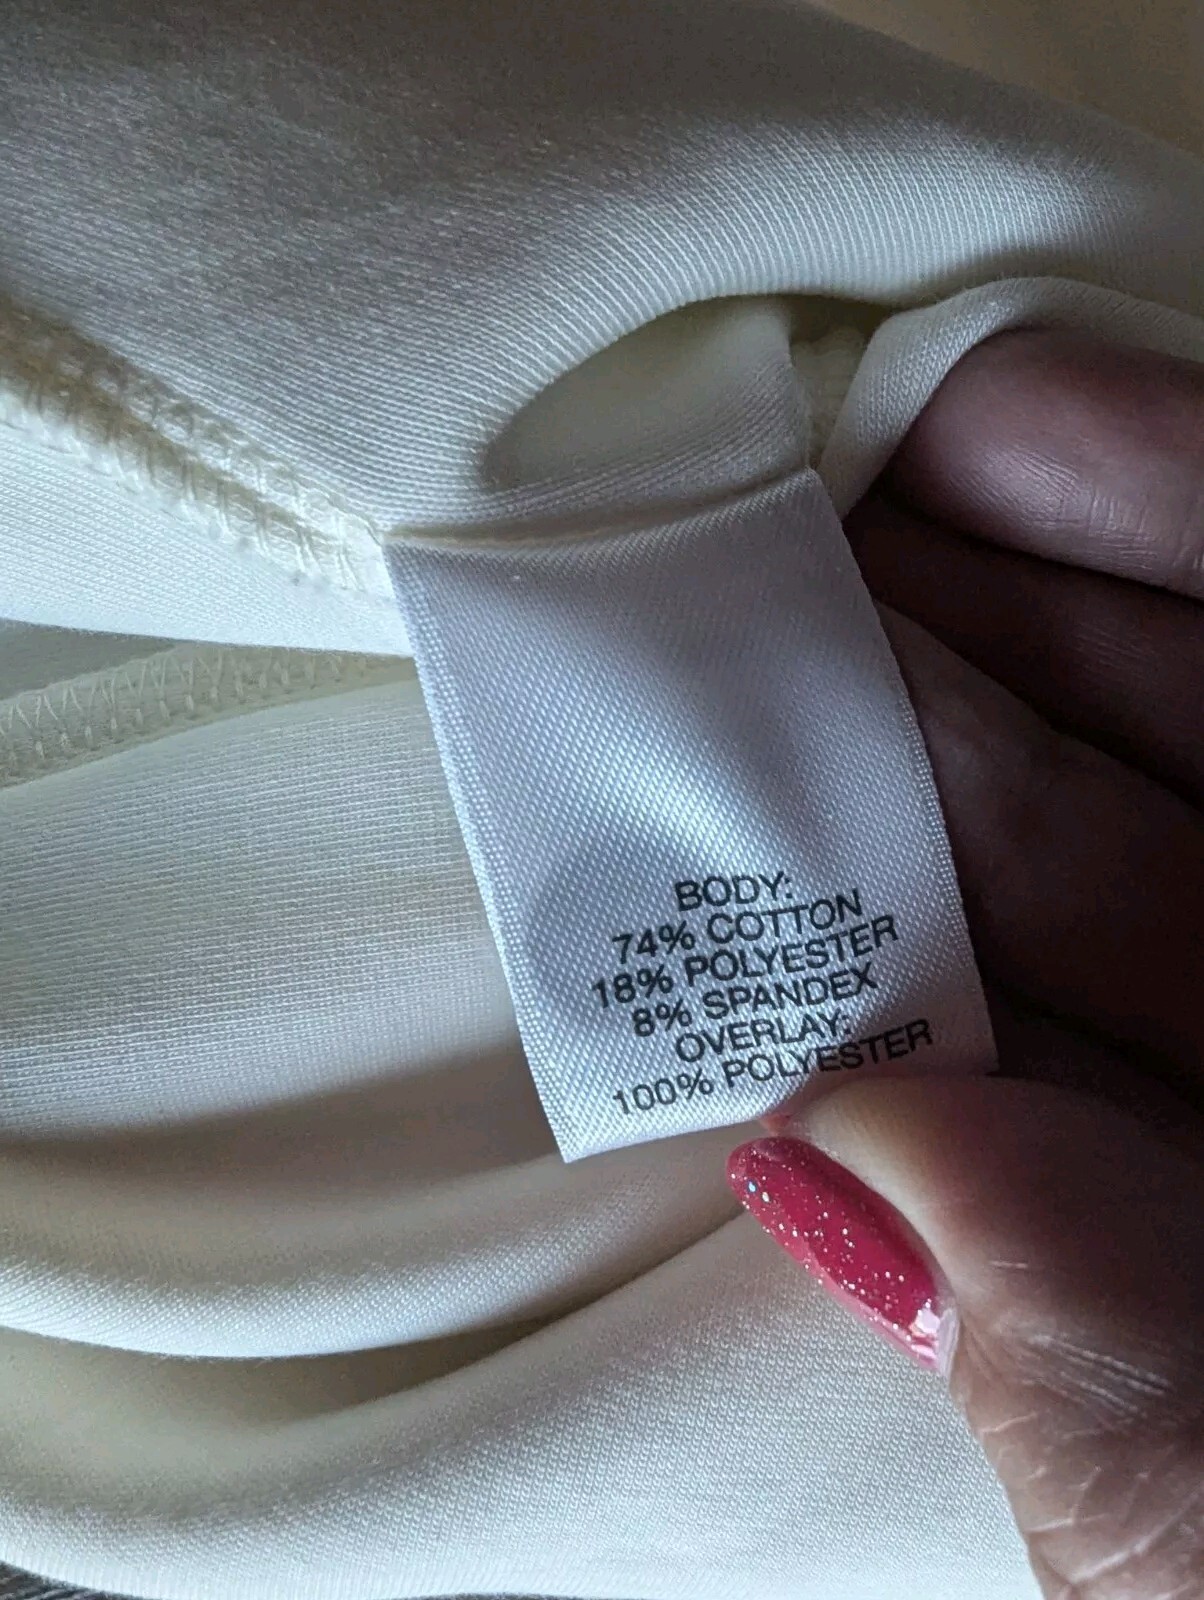 BODY:
74% COTTON
18% POLYESTER
8% SPANDEX
OVERLAY:
100% POLYESTER